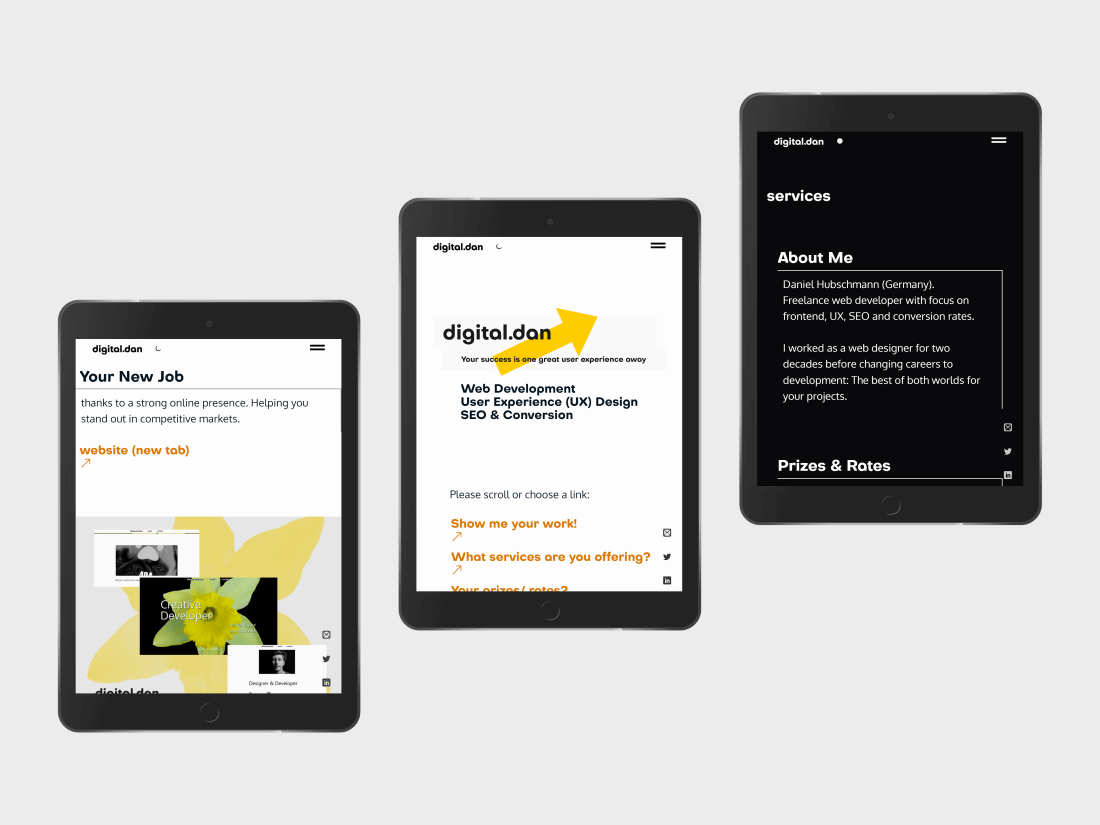 digital.dan
Your New Job
thanks to a strong online presence. Helping you
stand out in competitive markets.
website (new tab)
Creative
Developer
Designer & Developer
digital.dan
digital.dan
digital.dan
Your success is one great user experience away
Web Development
User Experience (UX) Design
SEO & Conversion
Please scroll or choose a link:
Show me your work!
What services are you offering?
Your prizes/ rates?
digital.dan
services
About Me
Daniel Hubschmann (Germany).
Freelance web developer with focus on
frontend, UX, SEO and conversion rates.
I worked as a web designer for two
decades before changing careers to
development: The best of both worlds for
your projects.
Prizes & Rates